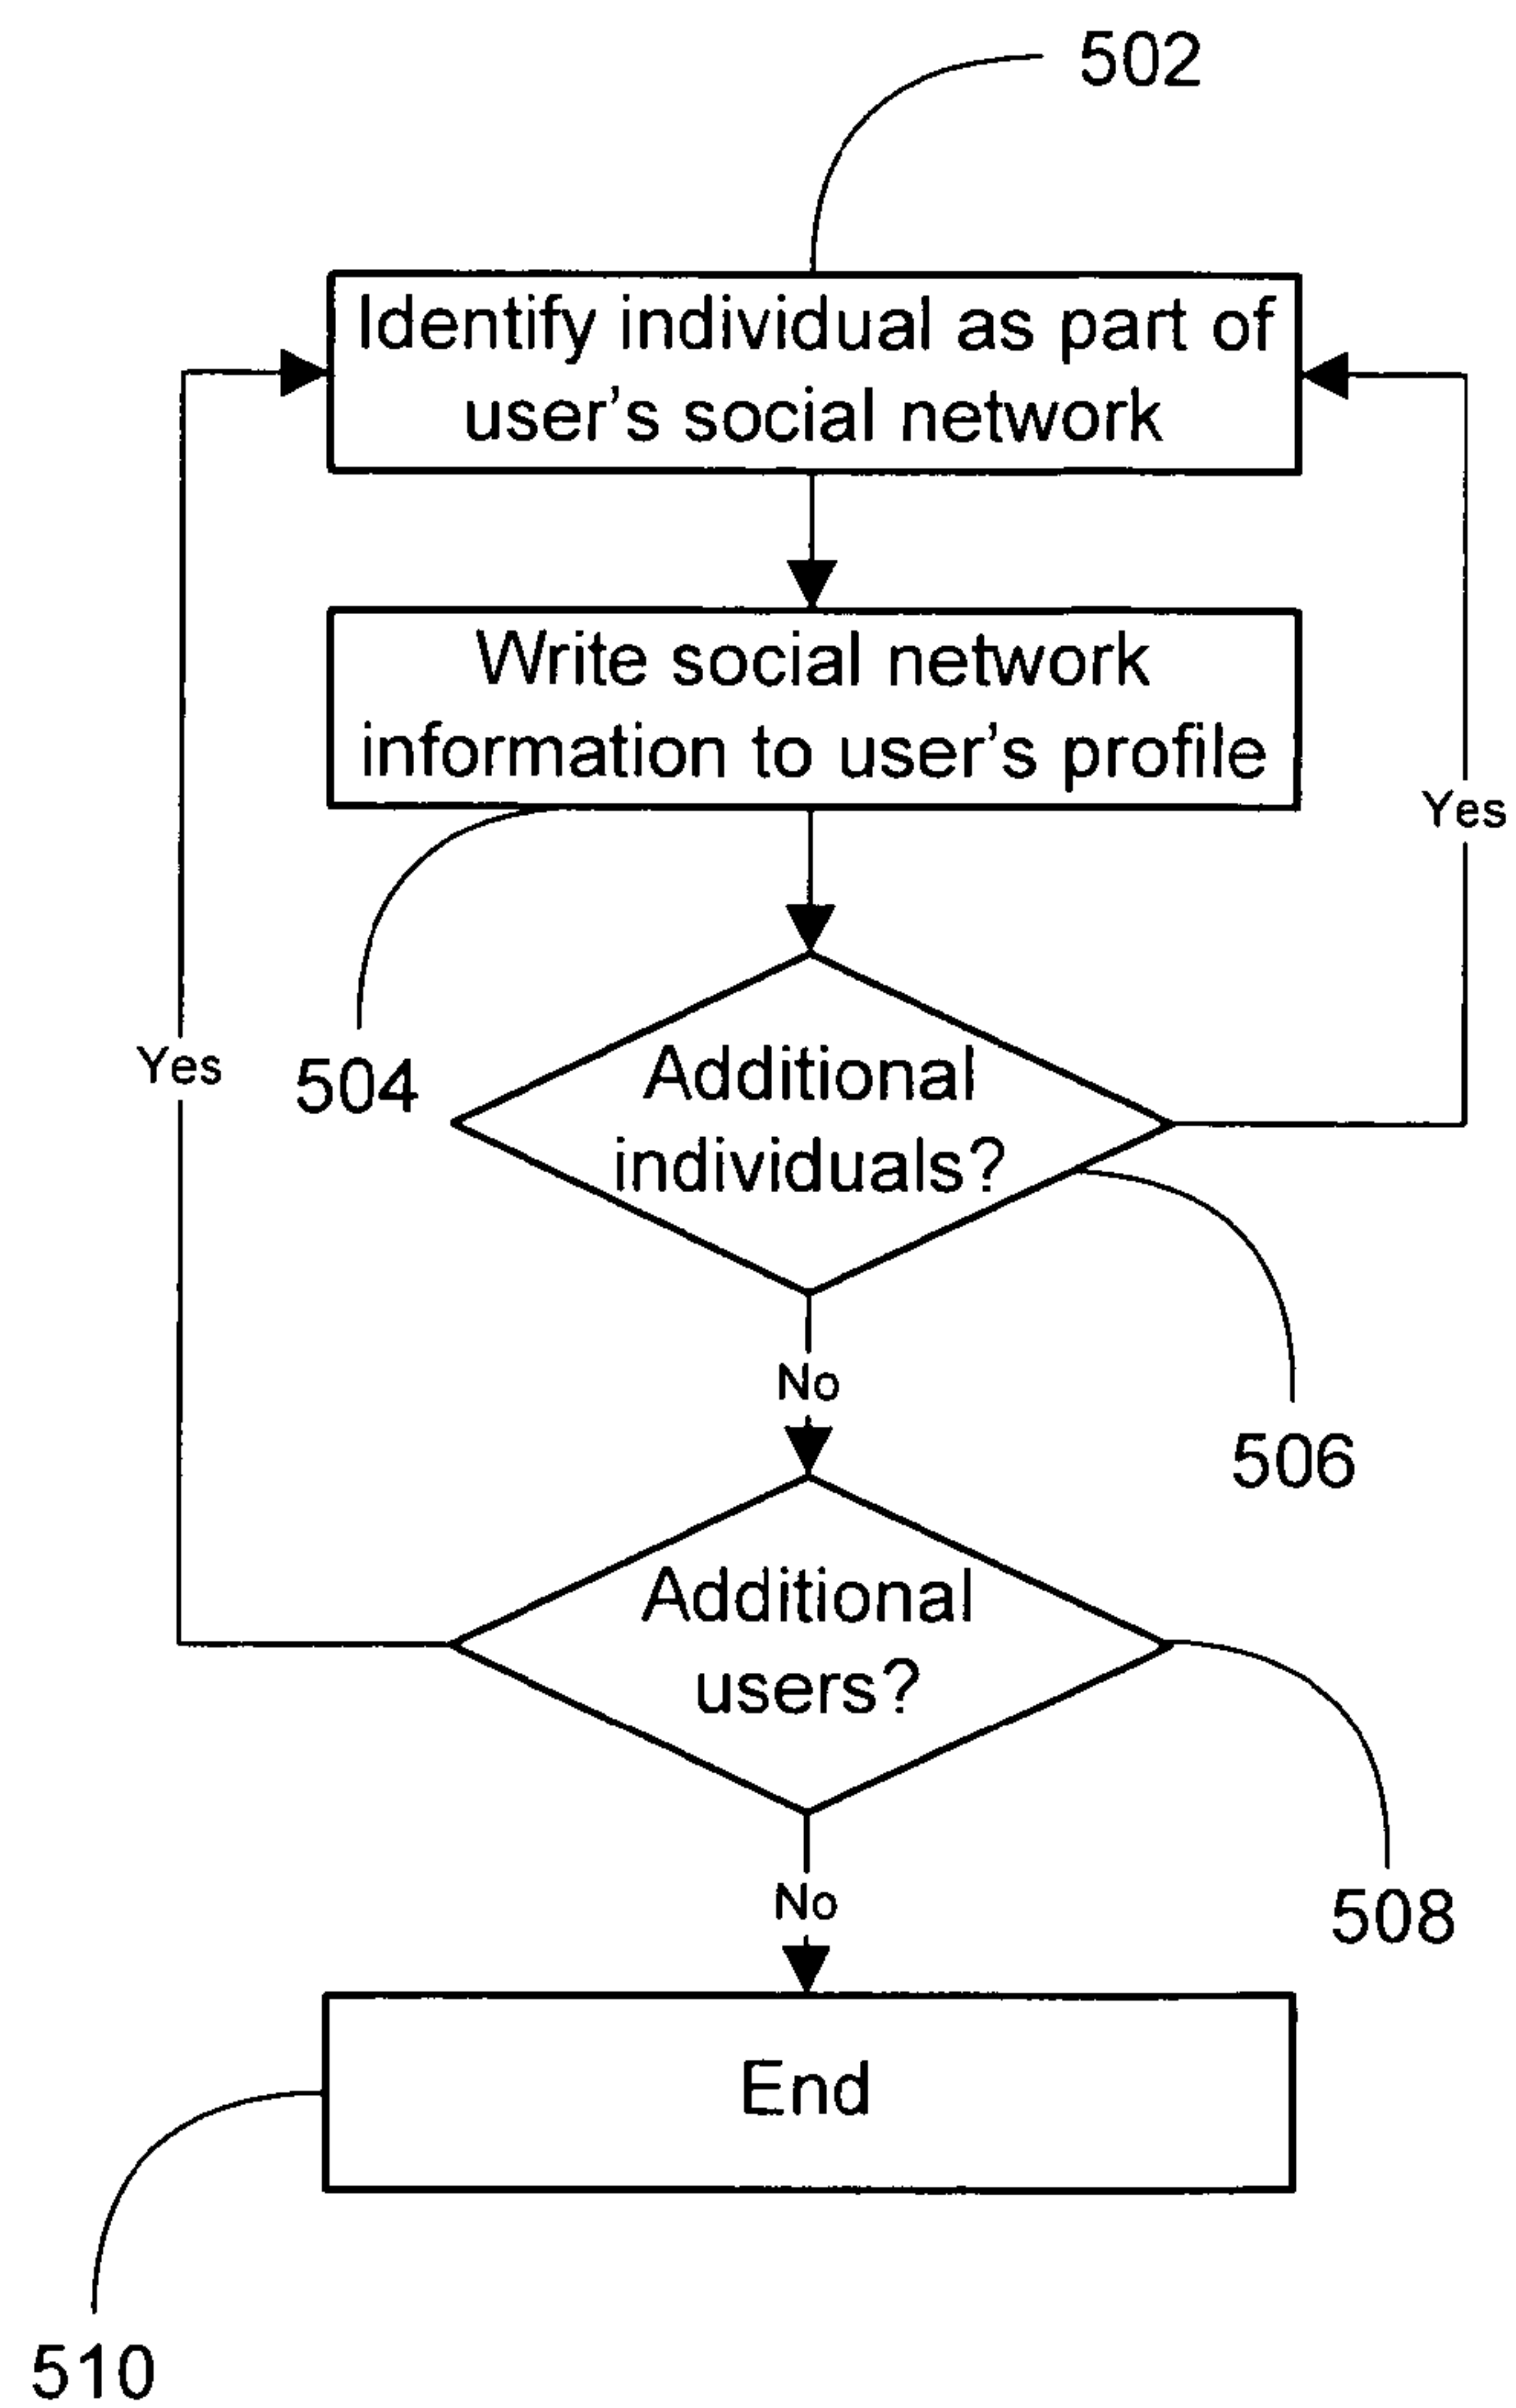 502
Identify individual as part of
user's social network
Write social network
information to user's profile
Yes
Yes
504
Additional
individuals?
No
506
Additional
users?
No
508
End
510